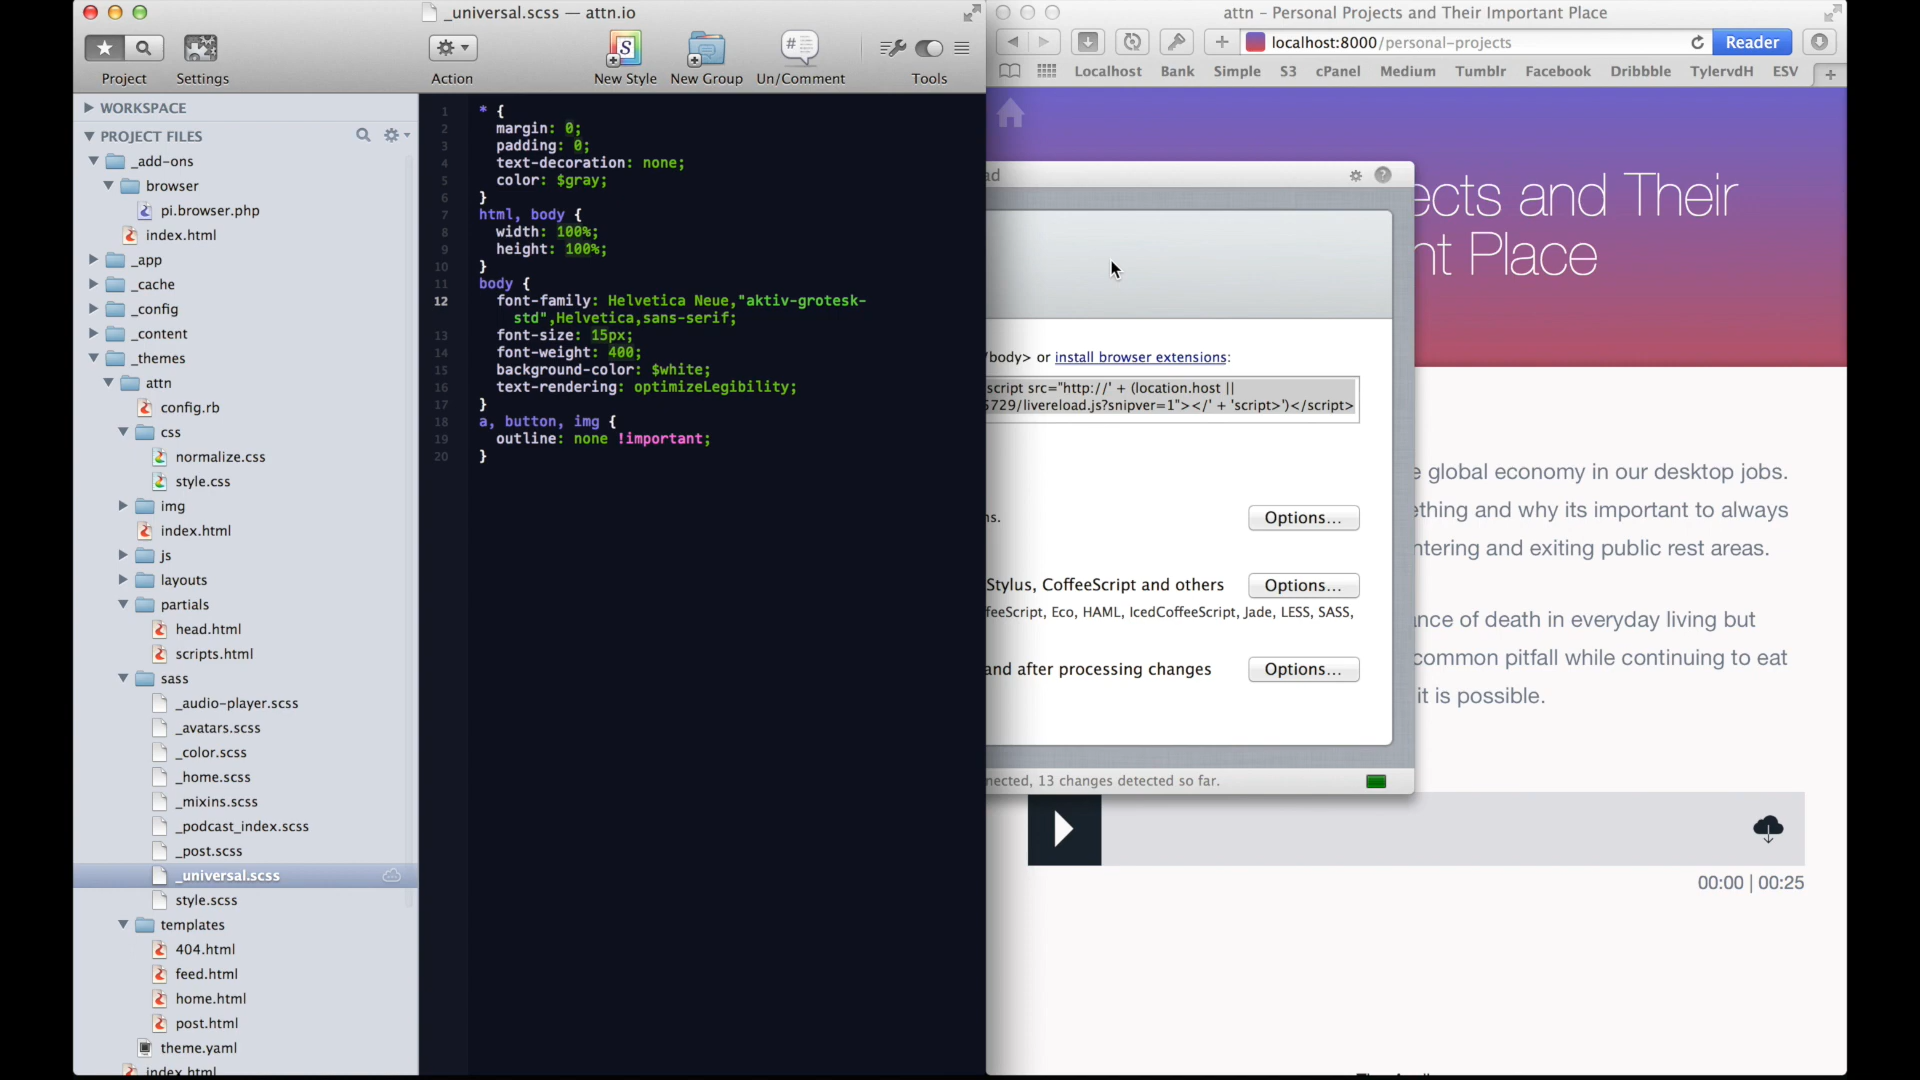 _universal.scss — attn.io
Project
Settings
Action
New Style
New Group
Un/Comment
Tools
WORKSPACE
PROJECT FILES
_add-ons
browser
pi.browser.php
index.html
_app
_cache
_config
_content
_themes
attn
config.rb
css
normalize.css
style.css
img
index.html
js
layouts
partials
head.html
scripts.html
sass
_audio-player.scss
_avatars.scss
_color.scss
_home.scss
_mixins.scss
_podcast_index.scss
_post.scss
_universal.scss
style.scss
templates
404.html
feed.html
home.html
post.html
theme.yaml
index.html
1 * {
2 margin: 0;
3 padding: 0;
4 text-decoration: none;
5 color: $gray;
6 }
7 html, body {
8 width: 100%;
9 height: 100%;
10 }
11 body {
12 font-family: Helvetica Neue,"aktiv-grotesk-
std",Helvetica,sans-serif;
13 font-size: 15px;
14 font-weight: 400;
15 background-color: $white;
16 text-rendering: optimizeLegibility;
17 }
18 a, button, img {
19 outline: none !important;
20 }
attn – Personal Projects and Their Important Place
localhost:8000/personal-projects
Reader
Localhost Bank Simple S3 cPanel Medium Tumblr Facebook Dribbble TylervdH ESV
ects and Their
nt Place
ad
/body> or install browser extensions:
script src="http://' + (location.host ||
5729/livereload.js?snipver=1"></' + 'script>')</script>
ns.
Options...
Stylus, CoffeeScript and others
Options...
feeScript, Eco, HAML, IcedCoffeeScript, Jade, LESS, SASS,
and after processing changes
Options...
nected, 13 changes detected so far.
e global economy in our desktop jobs.
ething and why its important to always
ntering and exiting public rest areas.
ance of death in everyday living but
common pitfall while continuing to eat
it is possible.
00:00 | 00:25